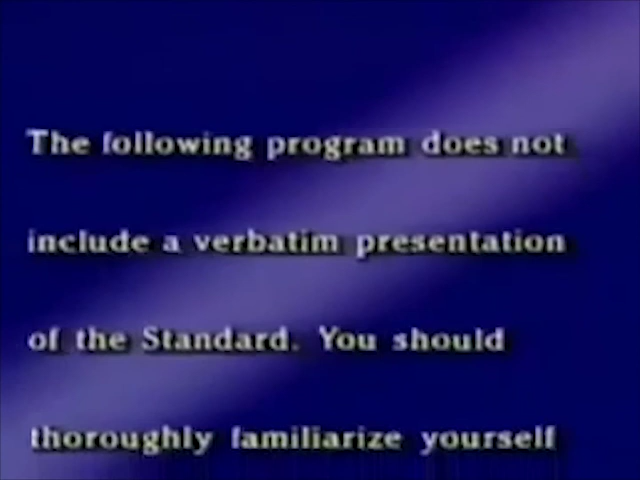 The following program does not
include a verbatim presentation
of the Standard. You should
thoroughly familiarize yourself